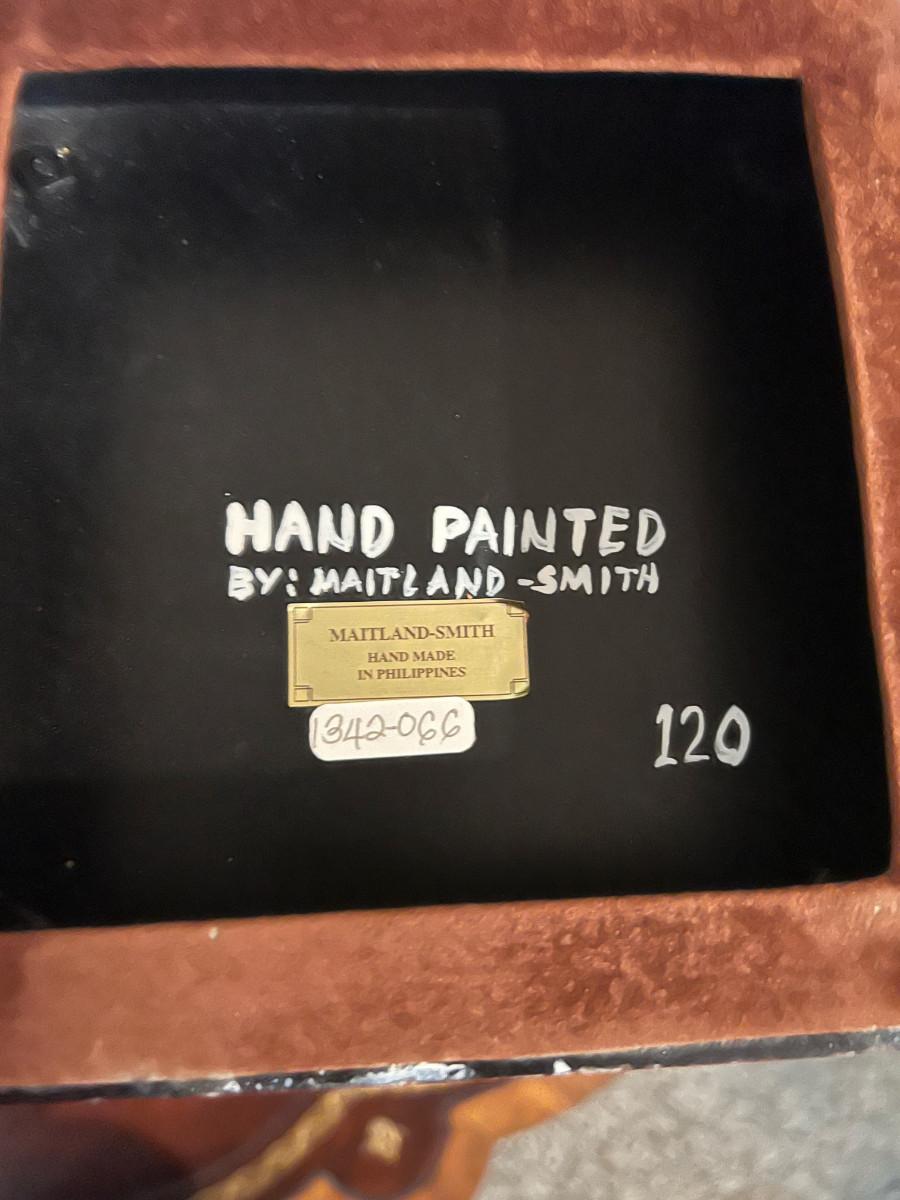 HAND PAINTED
BY: MAITLAND-SMITH
MAITLAND-SMITH
HAND MADE
IN PHILIPPINES
1342-066
120